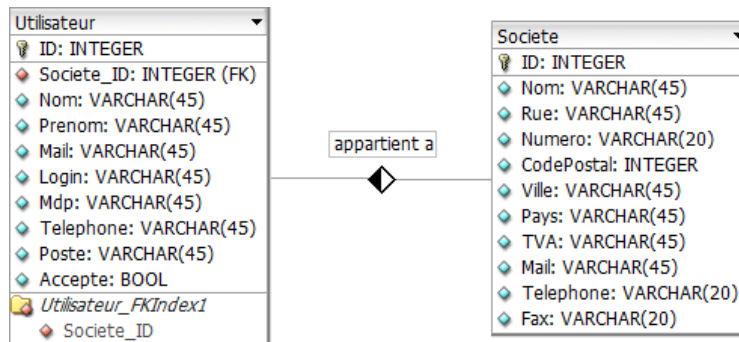 Utilisateur
ID: INTEGER
Societe_ID: INTEGER (FK)
Nom: VARCHAR(45)
Prenom: VARCHAR(45)
Mail: VARCHAR(45)
Login: VARCHAR(45)
Mdp: VARCHAR(45)
Telephone: VARCHAR(45)
Poste: VARCHAR(45)
Accepte: BOOL
Utilisateur_FKIndex1
Societe_ID
appartient a
Societe
ID: INTEGER
Nom: VARCHAR(45)
Rue: VARCHAR(45)
Numero: VARCHAR(20)
CodePostal: INTEGER
Ville: VARCHAR(45)
Pays: VARCHAR(45)
TVA: VARCHAR(45)
Mail: VARCHAR(45)
Telephone: VARCHAR(20)
Fax: VARCHAR(20)